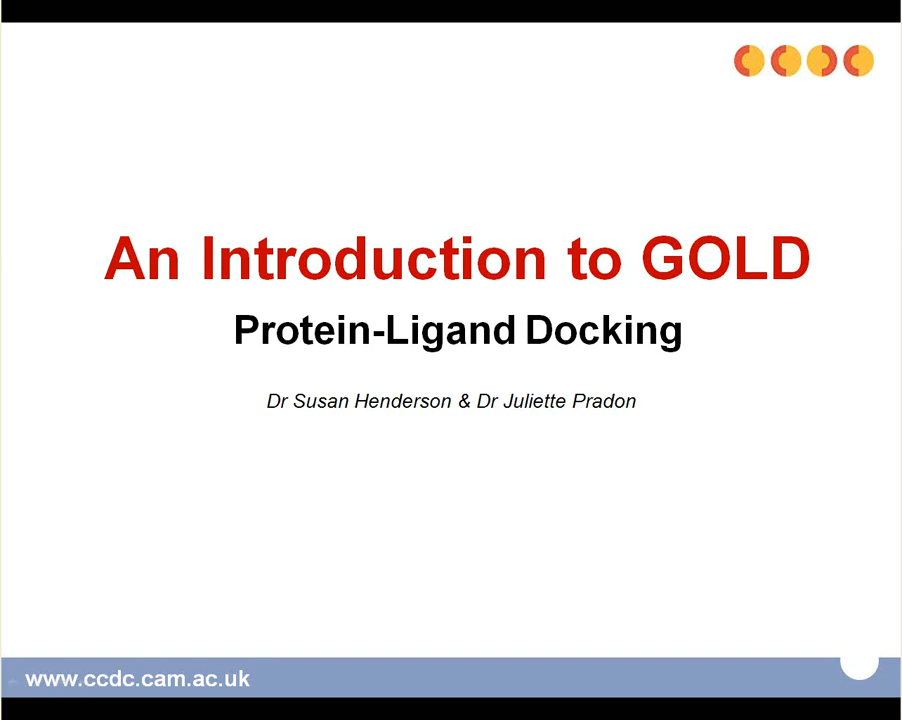 An Introduction to GOLD
Protein-Ligand Docking
Dr Susan Henderson & Dr Juliette Pradon
www.ccdc.cam.ac.uk